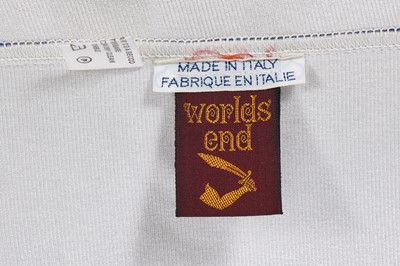 MADE IN ITALY
FABRIQUE EN ITALIE
worlds
end